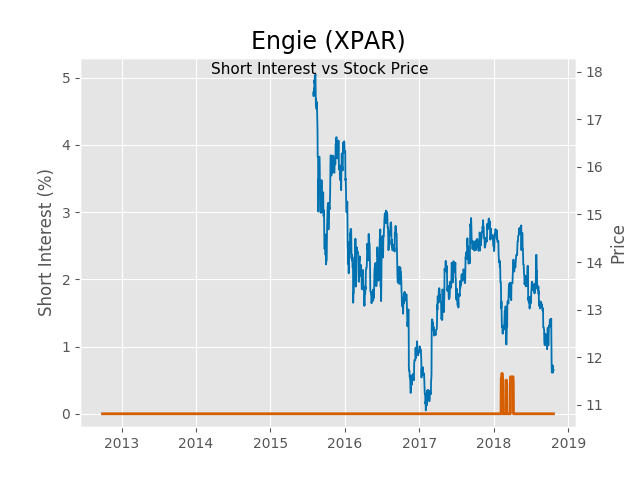 Engie (XPAR)
Short Interest vs Stock Price
Short Interest (%)
5
4
3
2
1
0
18
17
16
15
14
13
12
11
Price
2013 2014 2015 2016 2017 2018 2019